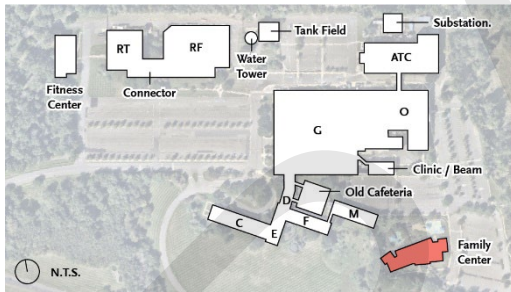 Substation.
Tank Field
RT
RF
ATC
Water
Tower
Fitness
Center
Connector
O
G
Clinic / Beam
Old Cafeteria
D
C
F
M
E
Family
Center
N.T.S.